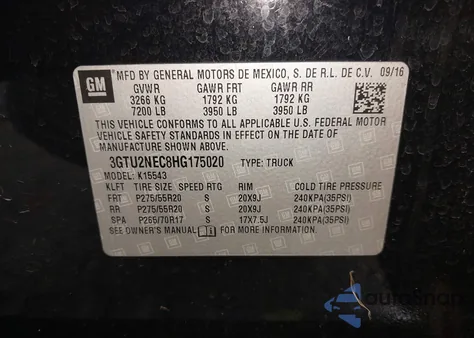 GM
MFD BY GENERAL MOTORS DE MEXICO, S. DE R.L. DE C.V. 09/16
GVWR GAWR FRT GAWR RR
3266 KG 1792 KG 1792 KG
7200 LB 3950 LB 3950 LB
THIS VEHICLE CONFORMS TO ALL APPLICABLE U.S. FEDERAL MOTOR
VEHICLE SAFETY STANDARDS IN EFFECT ON THE DATE OF
MANUFACTURE SHOWN ABOVE.
3GTU2NEC8HG175020 TYPE: TRUCK
MODEL: K15543
KLFT TIRE SIZE SPEED RTG RIM COLD TIRE PRESSURE
FRT P275/55R20 S 20X9J 240KPA(35PSI)
RR P275/55R20 S 20X9J 240KPA(35PSI)
SPA P265/70R17 S 17X7.5J 240KPA(35PSI)
SEE OWNER'S MANUAL FOR MORE INFORMATION.